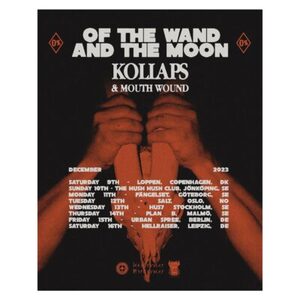 OF THE WAND
AND THE MOON
KOLLAPS
& MOUTH WOUND
DECEMBER 2023
SATURDAY 9TH - LOPPEN, COPENHAGEN, DK
SUNDAY 10TH - THE HUSH HUSH CLUB, JÖNKÖPING, SE
MONDAY 11TH - FÄNGELSET, GÖTEBORG, SE
TUESDAY 12TH - SALT, OSLO, NO
WEDNESDAY 13TH - HUS7 STOCKHOLM, SE
THURSDAY 14TH - PLAN B, MALMÖ, SE
FRIDAY 15TH - URBAN SPREE, BERLIN, DE
SATURDAY 16TH - HELLRAISER, LEIPZIG, DE